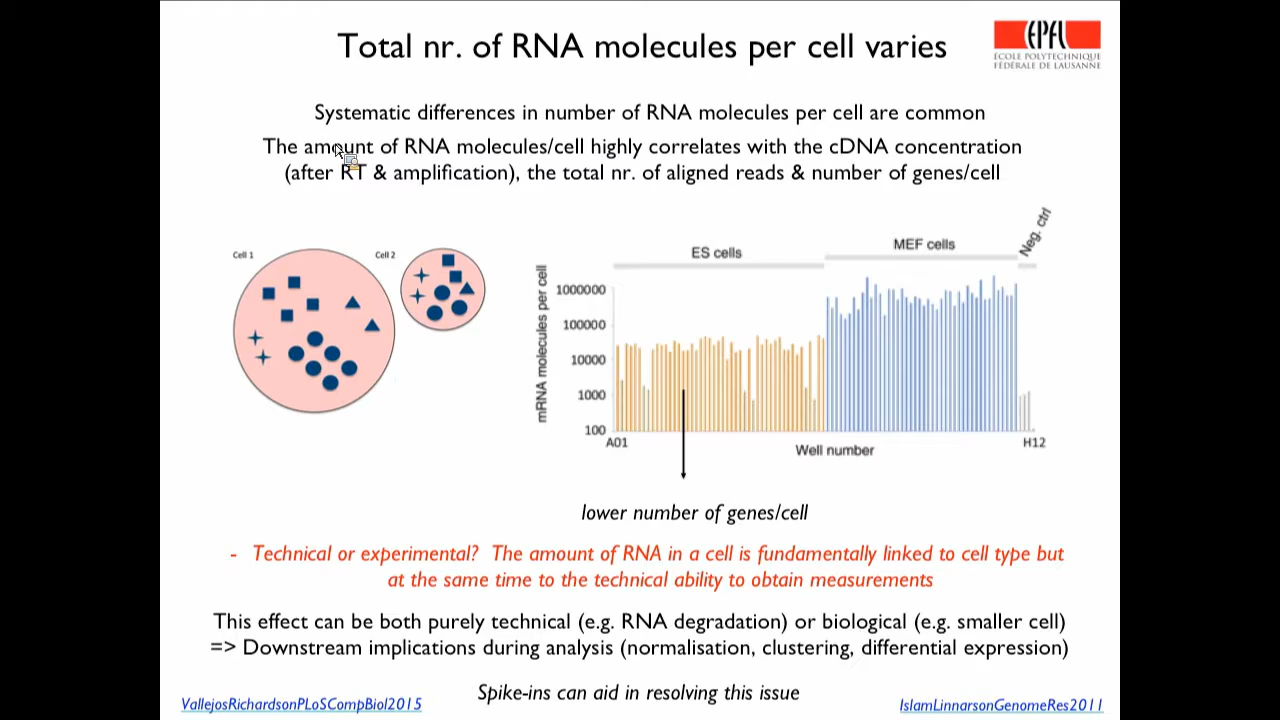 Total nr. of RNA molecules per cell varies
EPFL
ÉCOLE POLYTECHNIQUE
FÉDÉRALE DE LAUSANNE
Systematic differences in number of RNA molecules per cell are common
The amount of RNA molecules/cell highly correlates with the cDNA concentration
(after RT & amplification), the total nr. of aligned reads & number of genes/cell
Cell 1
Cell 2
ES cells
MEF cells
Neg. ctrl
mRNA molecules per cell
1000000
100000
10000
1000
100
A01
Well number
H12
lower number of genes/cell
- Technical or experimental? The amount of RNA in a cell is fundamentally linked to cell type but
at the same time to the technical ability to obtain measurements
This effect can be both purely technical (e.g. RNA degradation) or biological (e.g. smaller cell)
=> Downstream implications during analysis (normalisation, clustering, differential expression)
Spike-ins can aid in resolving this issue
VallejosRichardsonPLoSCompBiol2015
IslamLinnarsonGenomeRes2011